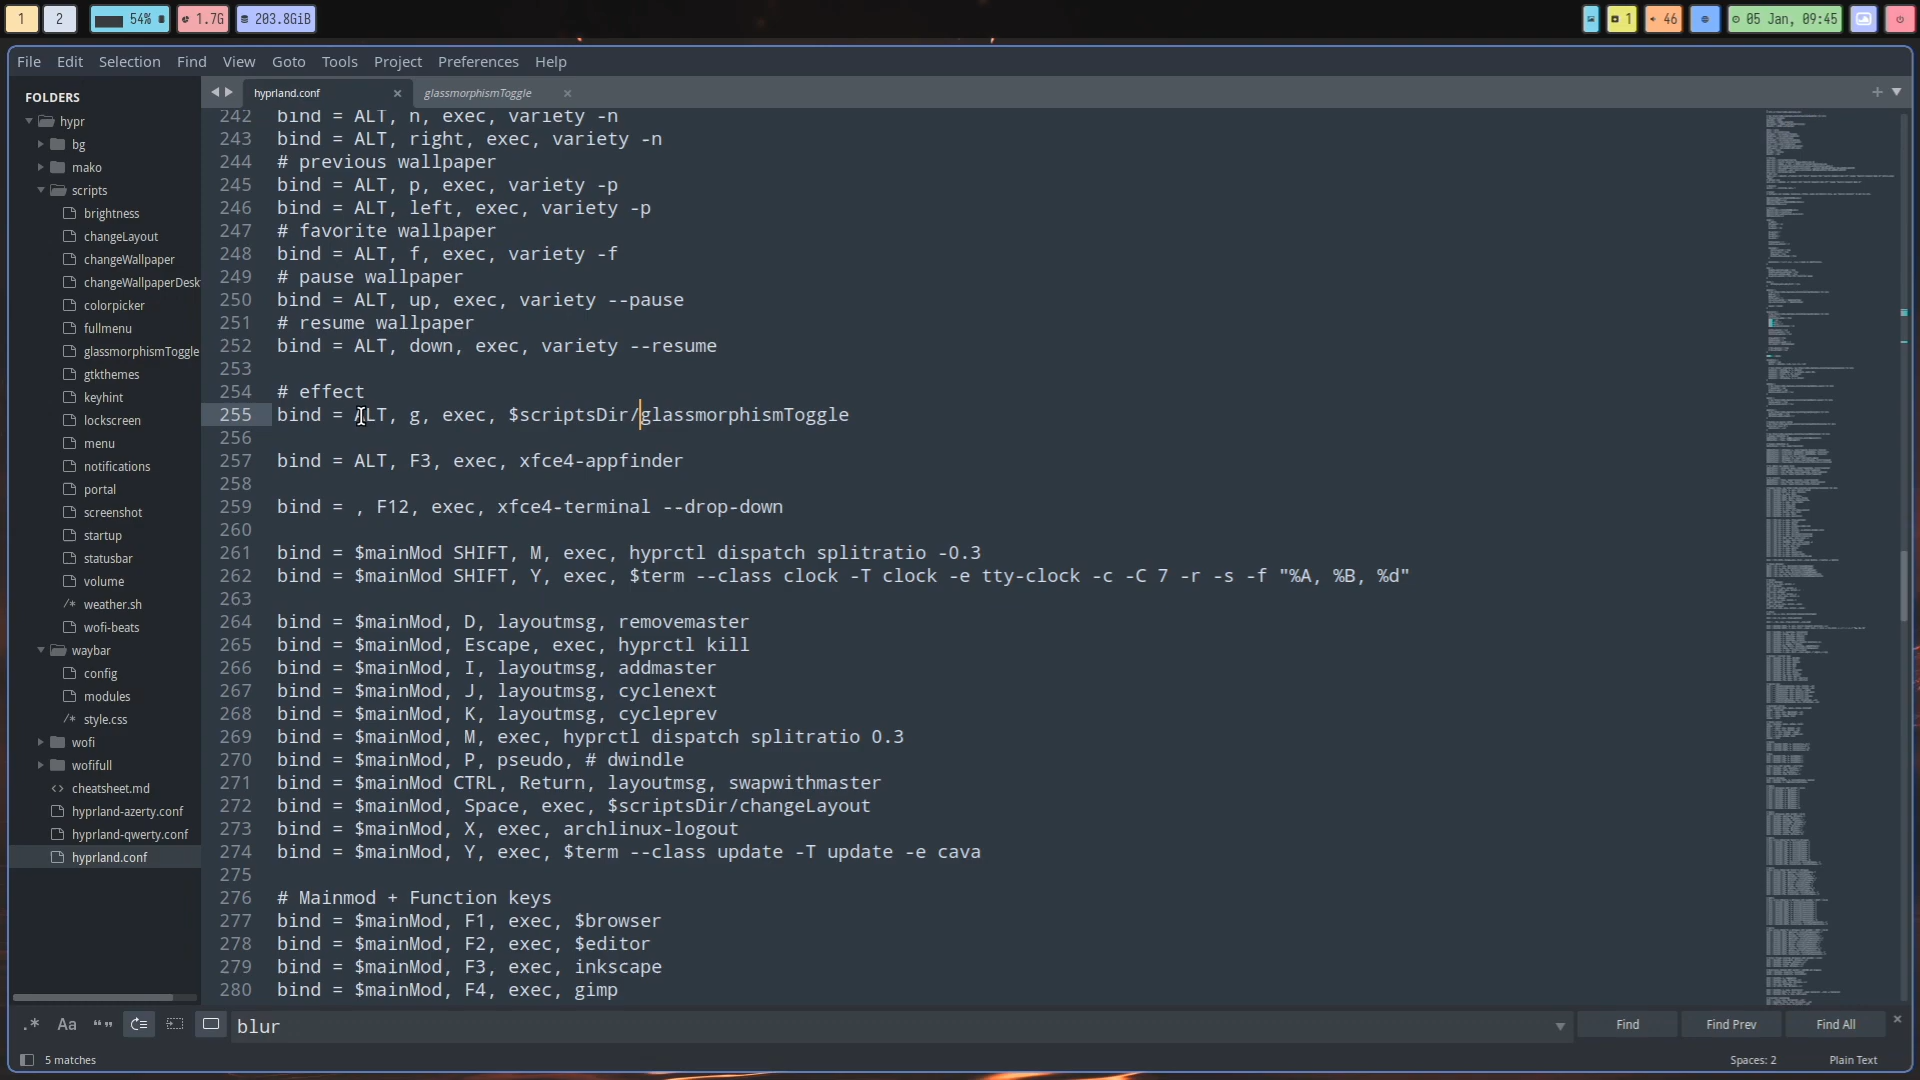 1 2 54% 1.7G 203.8GiB 1 46 05 Jan, 09:45
File Edit Selection Find View Goto Tools Project Preferences Help
FOLDERS
hypr
bg
mako
scripts
brightness
changeLayout
changeWallpaper
changeWallpaperDesk
colorpicker
fullmenu
glassmorphismToggle
gtkthemes
keyhint
lockscreen
menu
notifications
portal
screenshot
startup
statusbar
volume
/* weather.sh
wofi-beats
waybar
config
modules
/* style.css
wofi
wofifull
<> cheatsheet.md
hyprland-azerty.conf
hyprland-qwerty.conf
hyprland.conf
hyprland.conf glassmorphismToggle
242 bind = ALT, n, exec, variety -n
243 bind = ALT, right, exec, variety -n
244 # previous wallpaper
245 bind = ALT, p, exec, variety -p
246 bind = ALT, left, exec, variety -p
247 # favorite wallpaper
248 bind = ALT, f, exec, variety -f
249 # pause wallpaper
250 bind = ALT, up, exec, variety --pause
251 # resume wallpaper
252 bind = ALT, down, exec, variety --resume
253
254 # effect
255 bind = ALT, g, exec, $scriptsDir/glassmorphismToggle
256
257 bind = ALT, F3, exec, xfce4-appfinder
258
259 bind = , F12, exec, xfce4-terminal --drop-down
260
261 bind = $mainMod SHIFT, M, exec, hyprctl dispatch splitratio -0.3
262 bind = $mainMod SHIFT, Y, exec, $term --class clock -T clock -e tty-clock -c -C 7 -r -s -f "%A, %B, %d"
263
264 bind = $mainMod, D, layoutmsg, removemaster
265 bind = $mainMod, Escape, exec, hyprctl kill
266 bind = $mainMod, I, layoutmsg, addmaster
267 bind = $mainMod, J, layoutmsg, cyclenext
268 bind = $mainMod, K, layoutmsg, cycleprev
269 bind = $mainMod, M, exec, hyprctl dispatch splitratio 0.3
270 bind = $mainMod, P, pseudo, # dwindle
271 bind = $mainMod CTRL, Return, layoutmsg, swapwithmaster
272 bind = $mainMod, Space, exec, $scriptsDir/changeLayout
273 bind = $mainMod, X, exec, archlinux-logout
274 bind = $mainMod, Y, exec, $term --class update -T update -e cava
275
276 # Mainmod + Function keys
277 bind = $mainMod, F1, exec, $browser
278 bind = $mainMod, F2, exec, $editor
279 bind = $mainMod, F3, exec, inkscape
280 bind = $mainMod, F4, exec, gimp
.* Aa “” blur Find Find Prev Find All
5 matches Spaces: 2 Plain Text